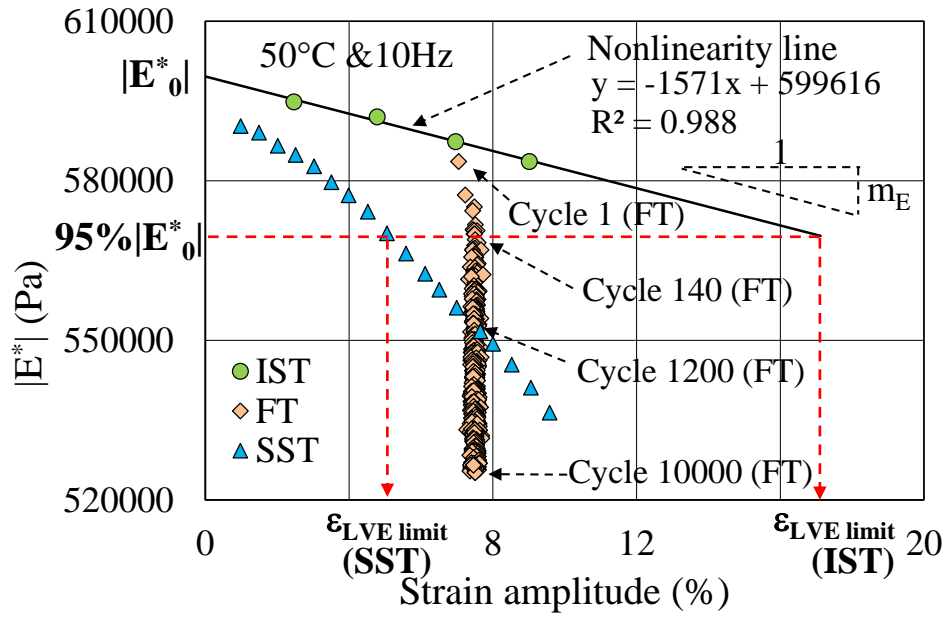 610000
50°C &10Hz
Nonlinearity line
y = -1571x + 599616
R² = 0.988
|E*0|
1
mE
580000
Cycle 1 (FT)
95%|E*0|
Cycle 140 (FT)
|E*| (Pa)
550000
Cycle 1200 (FT)
IST
FT
SST
Cycle 10000 (FT)
520000
0
εLVE limit
(SST)
8
12
εLVE limit
(IST)
20
Strain amplitude (%)